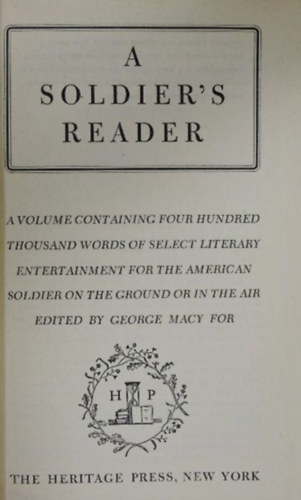 A
SOLDIER'S
READER
A VOLUME CONTAINING FOUR HUNDRED
THOUSAND WORDS OF SELECT LITERARY
ENTERTAINMENT FOR THE AMERICAN
SOLDIER ON THE GROUND OR IN THE AIR
EDITED BY GEORGE MACY FOR
H P
THE HERITAGE PRESS, NEW YORK